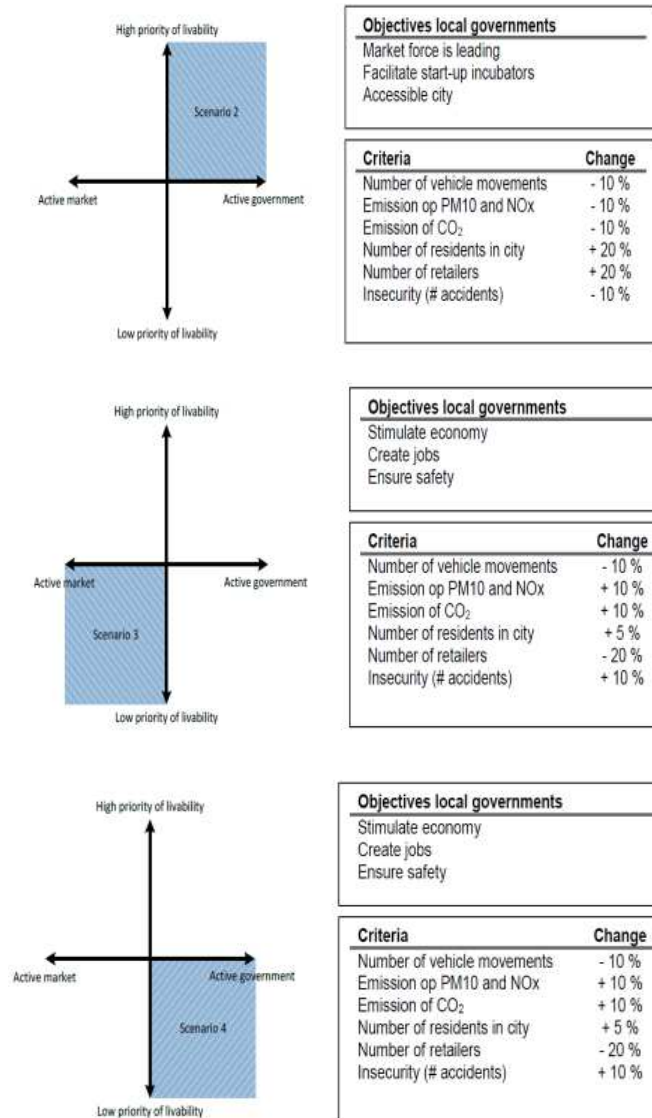 High priority of livability
Scenario 2
Active market
Active government
Low priority of livability
Objectives local governments
Market force is leading
Facilitate start-up incubators
Accessible city
Criteria Change
Number of vehicle movements - 10 %
Emission op PM10 and NOx - 10 %
Emission of CO₂ - 10 %
Number of residents in city + 20 %
Number of retailers + 20 %
Insecurity (# accidents) - 10 %
High priority of livability
Active market
Active government
Scenario 3
Low priority of livability
Objectives local governments
Stimulate economy
Create jobs
Ensure safety
Criteria Change
Number of vehicle movements - 10 %
Emission op PM10 and NOx + 10 %
Emission of CO₂ + 10 %
Number of residents in city + 5 %
Number of retailers - 20 %
Insecurity (# accidents) + 10 %
High priority of livability
Active market
Active government
Scenario 4
Low priority of livability
Objectives local governments
Stimulate economy
Create jobs
Ensure safety
Criteria Change
Number of vehicle movements - 10 %
Emission op PM10 and NOx + 10 %
Emission of CO₂ + 10 %
Number of residents in city + 5 %
Number of retailers - 20 %
Insecurity (# accidents) + 10 %